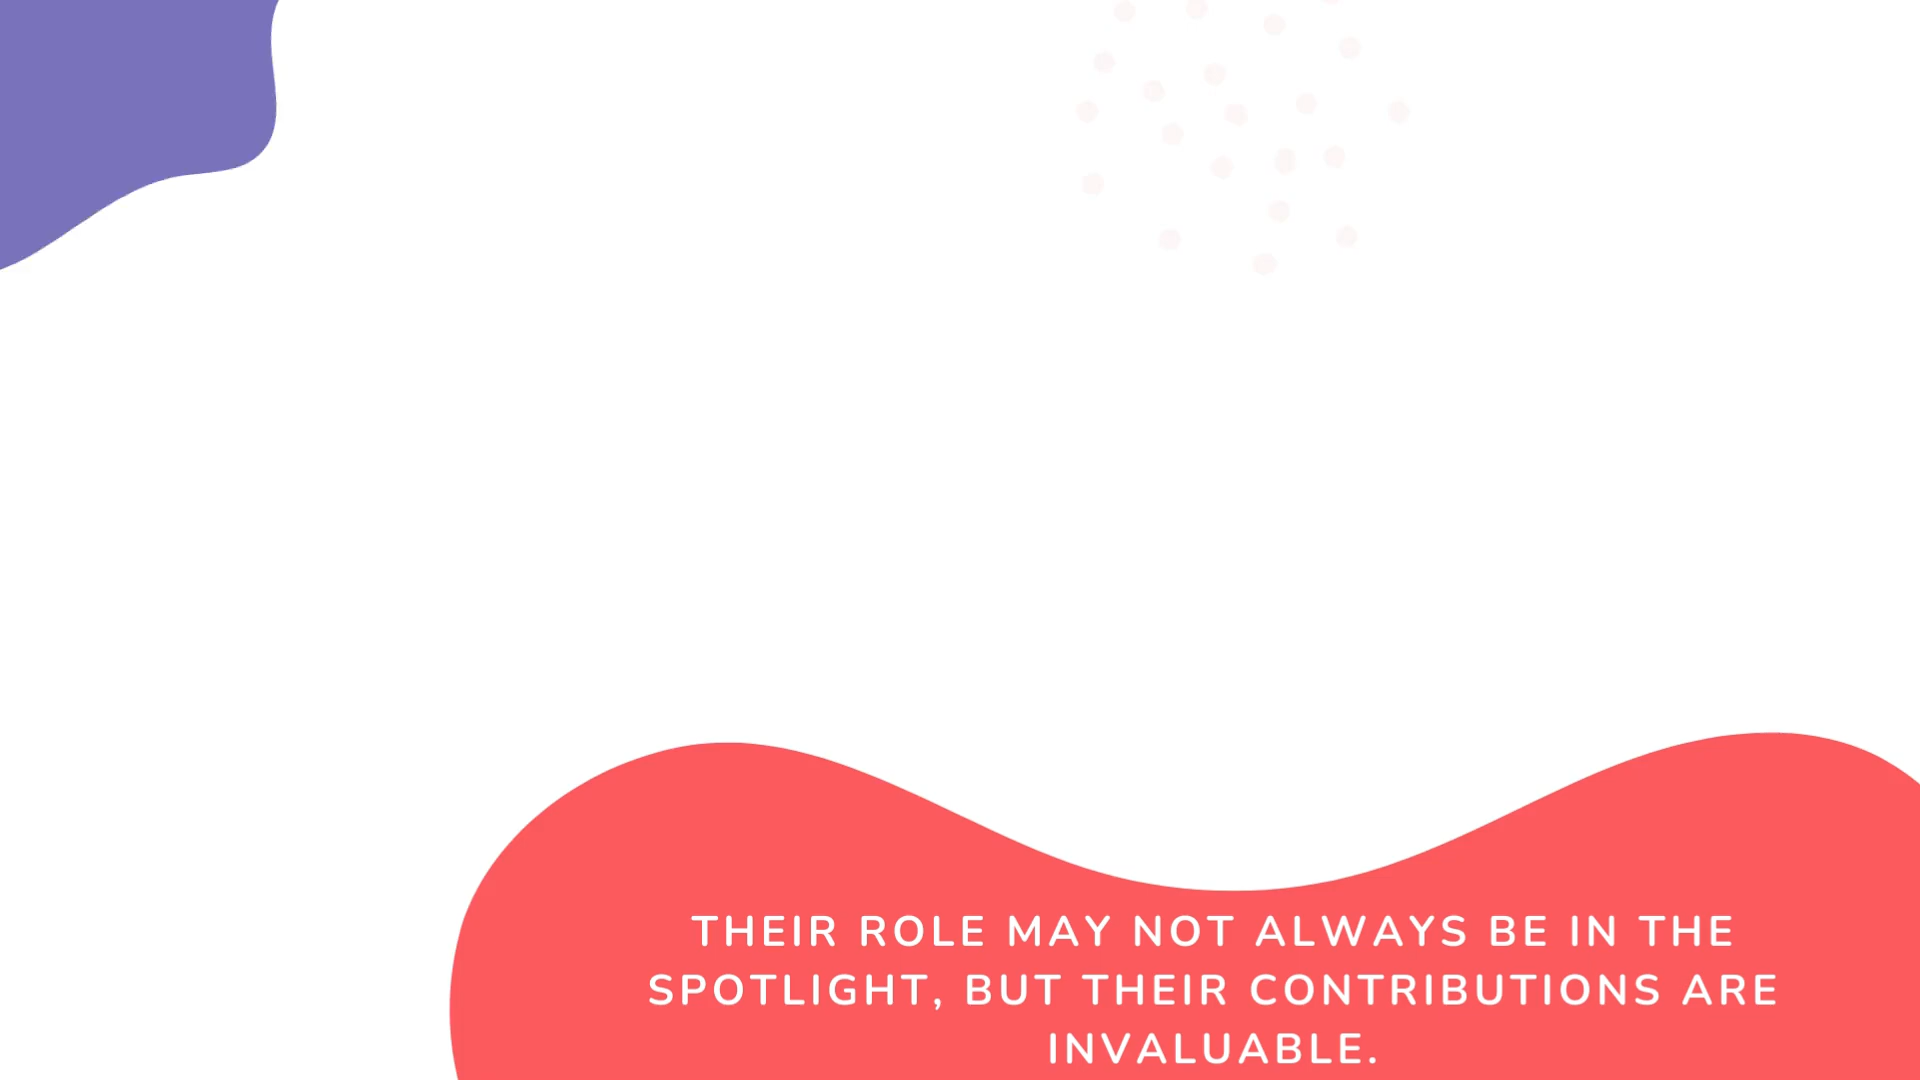 THEIR ROLE MAY NOT ALWAYS BE IN THE
SPOTLIGHT, BUT THEIR CONTRIBUTIONS ARE
INVALUABLE.